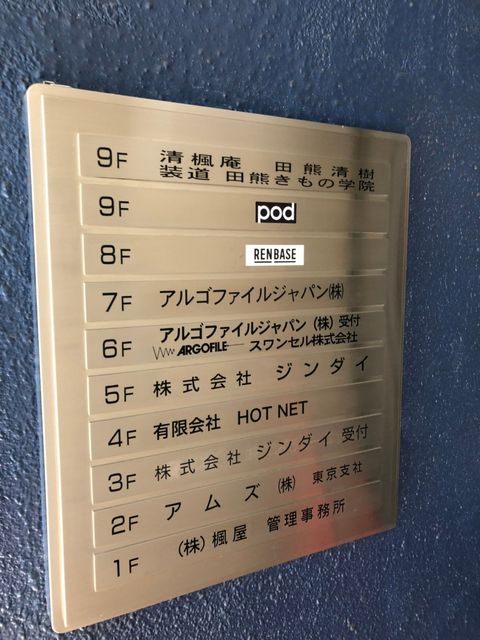 9F 清楓庵 田熊清樹
装道 田熊きもの学院
9F pod
8F RENBASE
7F アルゴファイルジャパン(株)
6F アルゴファイルジャパン (株) 受付
ARGOFILE スワンセル株式会社
5F 株式会社 ジンダイ
4F 有限会社 HOT NET
3F 株式会社 ジンダイ 受付
2F アムズ (株) 東京支社
1F (株)楓屋 管理事務所